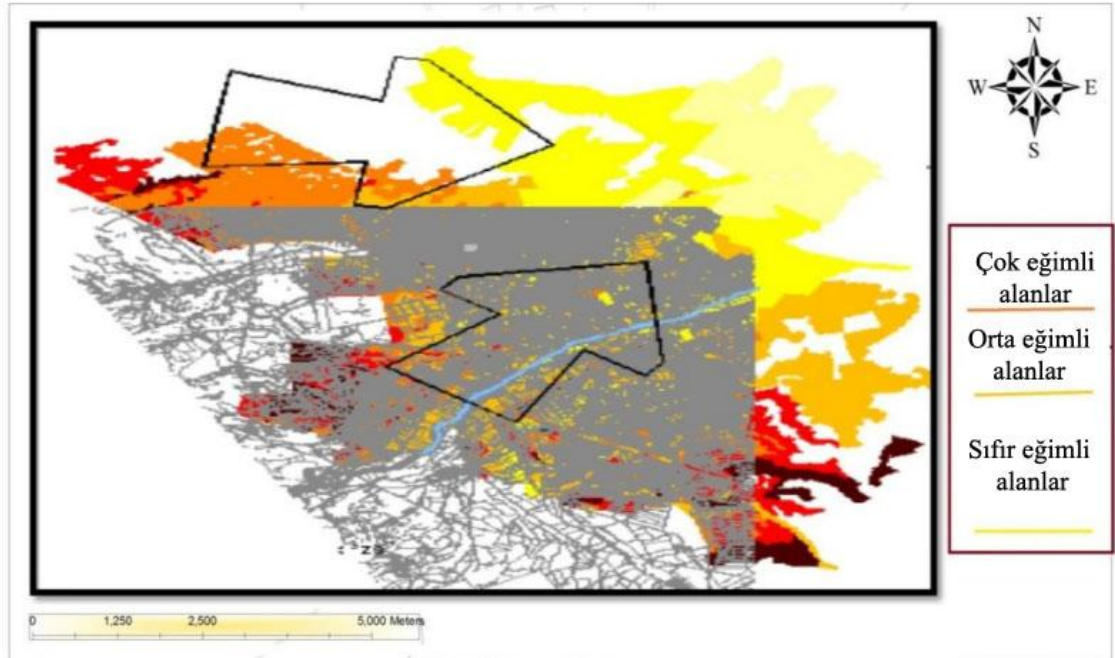 N
W E
S
Çok eğimli
alanlar
Orta eğimli
alanlar
Sıfır eğimli
alanlar
0 1,250 2,500 5,000 Meters